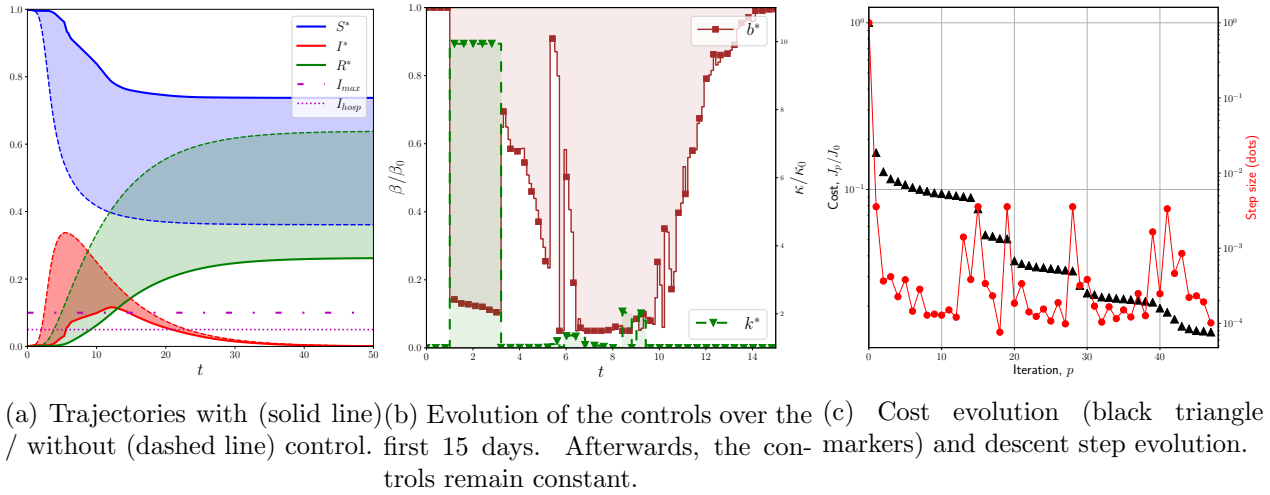 1.0
0.8
0.6
0.4
0.2
0.0
0
10
20
30
40
50
t
S*
I*
R*
I_max
I_hosp
1.0
0.8
0.6
0.4
0.2
0.0
β/β₀
0
2
4
6
8
10
12
14
t
10
8
6
4
2
0
κ/κ₀
b*
k*
10⁰
10⁻¹
Cost, J_p/J_0
0
10
20
30
40
Iteration, p
10⁰
10⁻¹
10⁻²
10⁻³
10⁻⁴
Step size (dots)
(a) Trajectories with (solid line)
/ without (dashed line) control.
(b) Evolution of the controls over the
first 15 days. Afterwards, the con-
trols remain constant.
(c) Cost evolution (black triangle
markers) and descent step evolution.